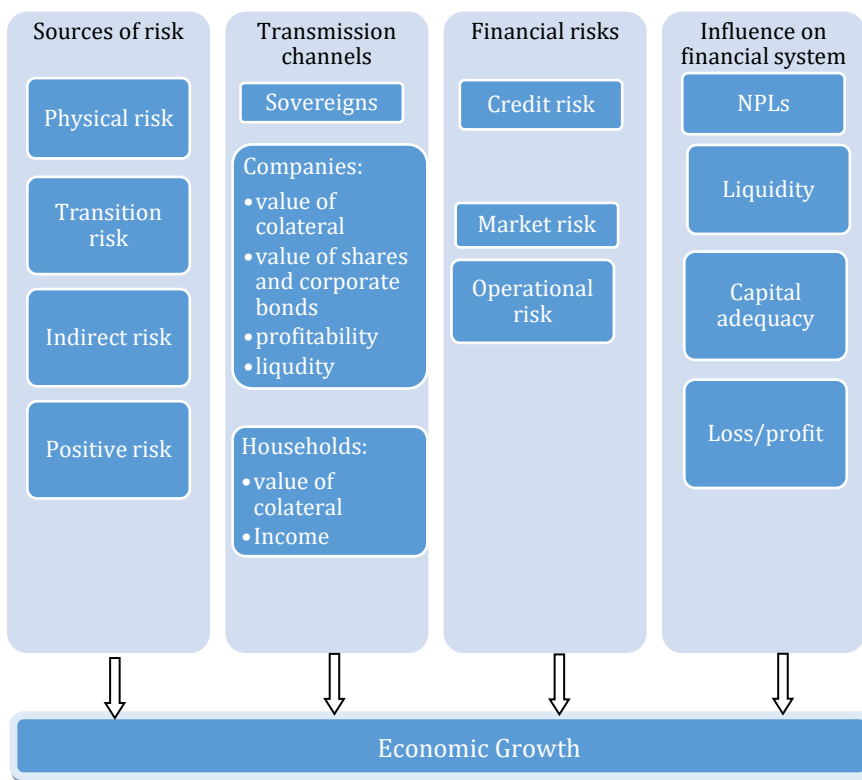 Sources of risk
Physical risk
Transition
risk
Indirect risk
Positive risk
Transmission
channels
Sovereigns
Companies:
•value of
colateral
•value of shares
and corporate
bonds
•profitability
•liqudity
Households:
•value of
colateral
•Income
Financial risks
Credit risk
Market risk
Operational
risk
Influence on
financial system
NPLs
Liquidity
Capital
adequacy
Loss/profit
Economic Growth